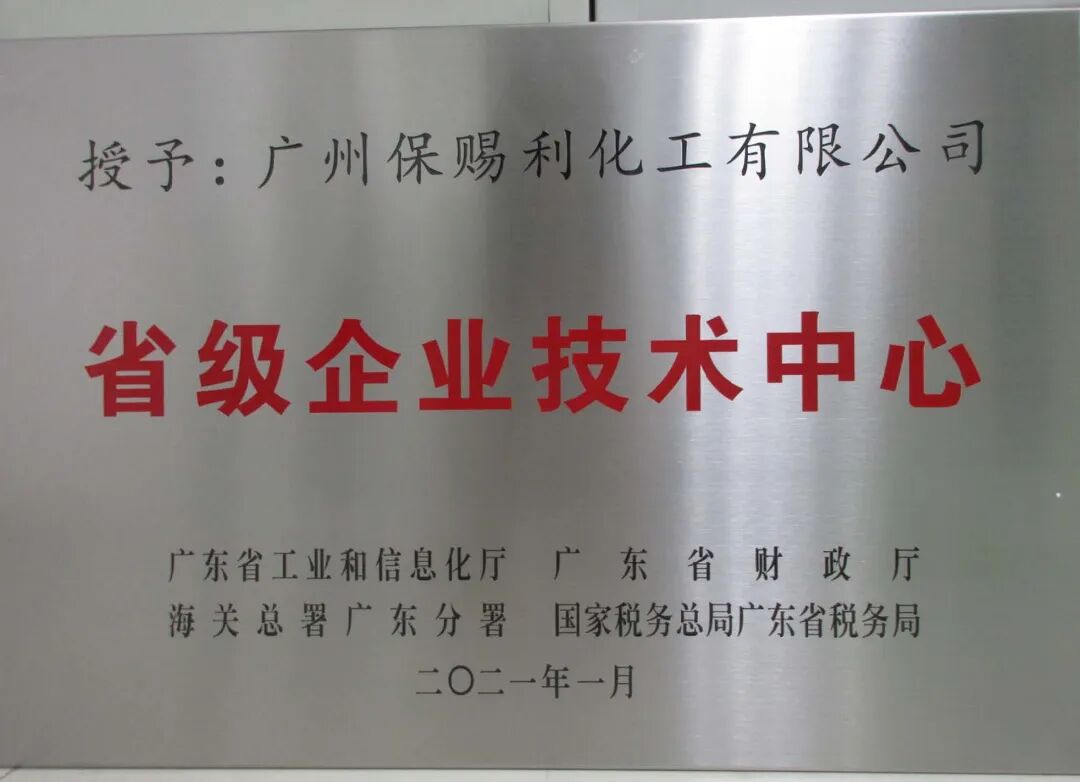 授予：广州保赐利化工有限公司
省级企业技术中心
广东省工业和信息化厅 广东省财政厅
海关总署广东分署 国家税务总局广东省税务局
二〇二一年一月